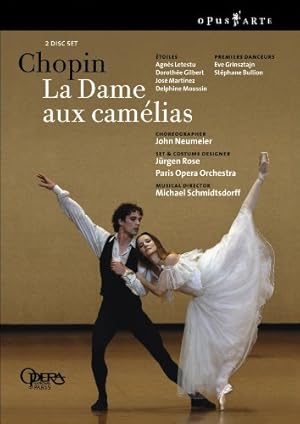 OPUS ARTE
2 DISC SET
Chopin
La Dame
aux camélias
ÉTOILES
Agnès Letestu
Dorothée Gilbert
José Martinez
Delphine Moussin
PREMIERS DANSEURS
Eve Grinsztajn
Stéphane Bullion
CHOREOGRAPHER
John Neumeier
SET & COSTUME DESIGNER
Jürgen Rose
Paris Opera Orchestra
MUSICAL DIRECTOR
Michael Schmidtsdorff
OPERA